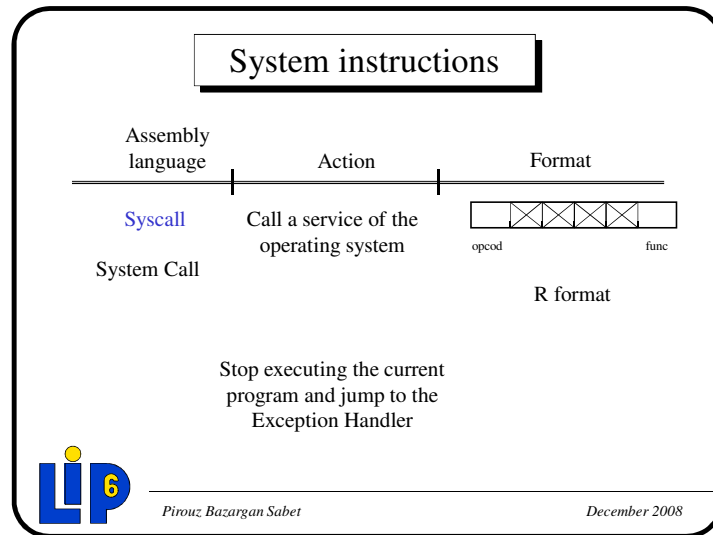 System instructions
Assembly
language
Action
Format
Syscall
Call a service of the
operating system
opcod
func
System Call
R format
Stop executing the current
program and jump to the
Exception Handler
LIP6
Pirouz Bazargan Sabet
December 2008